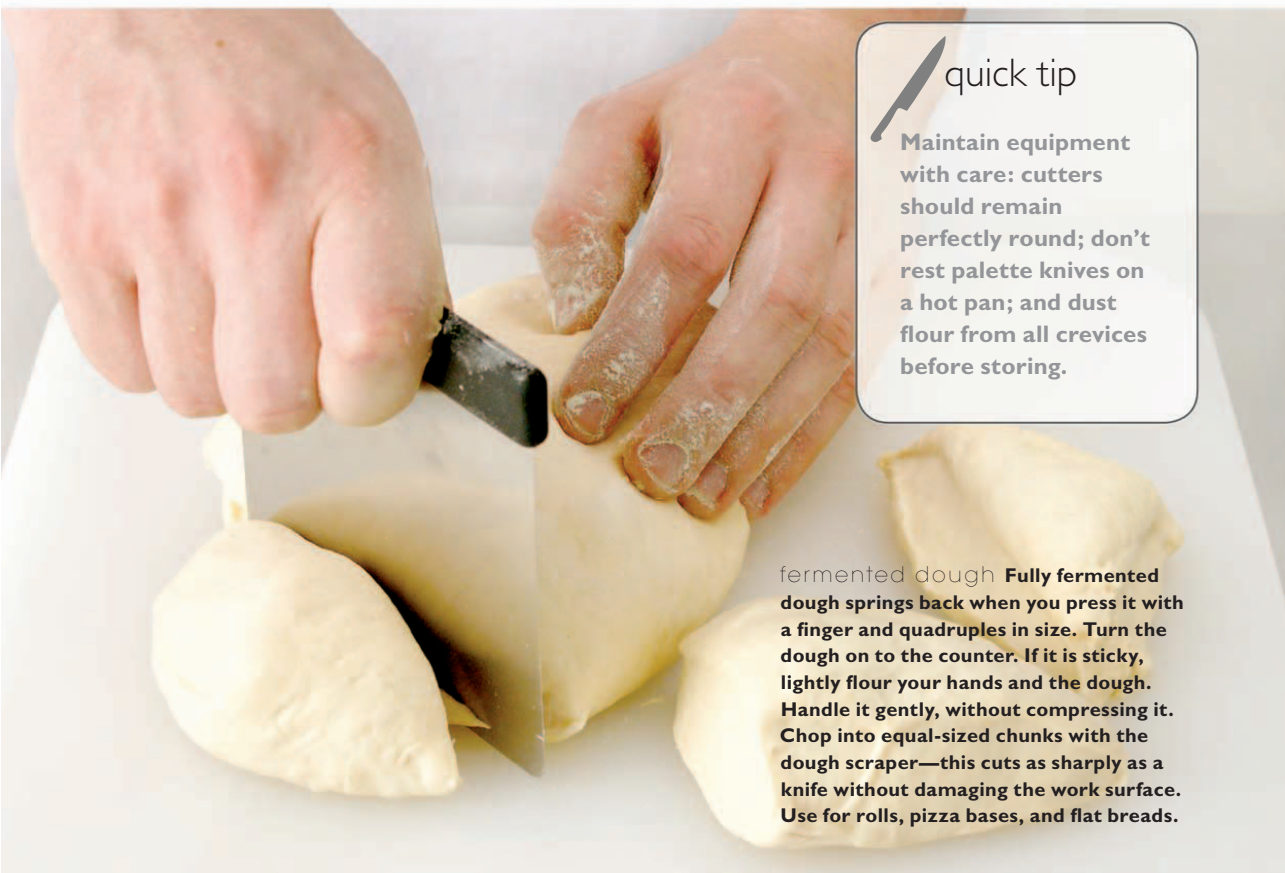 quick tip
Maintain equipment
with care: cutters
should remain
perfectly round; don't
rest palette knives on
a hot pan; and dust
flour from all crevices
before storing.
fermented dough Fully fermented
dough springs back when you press it with
a finger and quadruples in size. Turn the
dough on to the counter. If it is sticky,
lightly flour your hands and the dough.
Handle it gently, without compressing it.
Chop into equal-sized chunks with the
dough scraper—this cuts as sharply as a
knife without damaging the work surface.
Use for rolls, pizza bases, and flat breads.